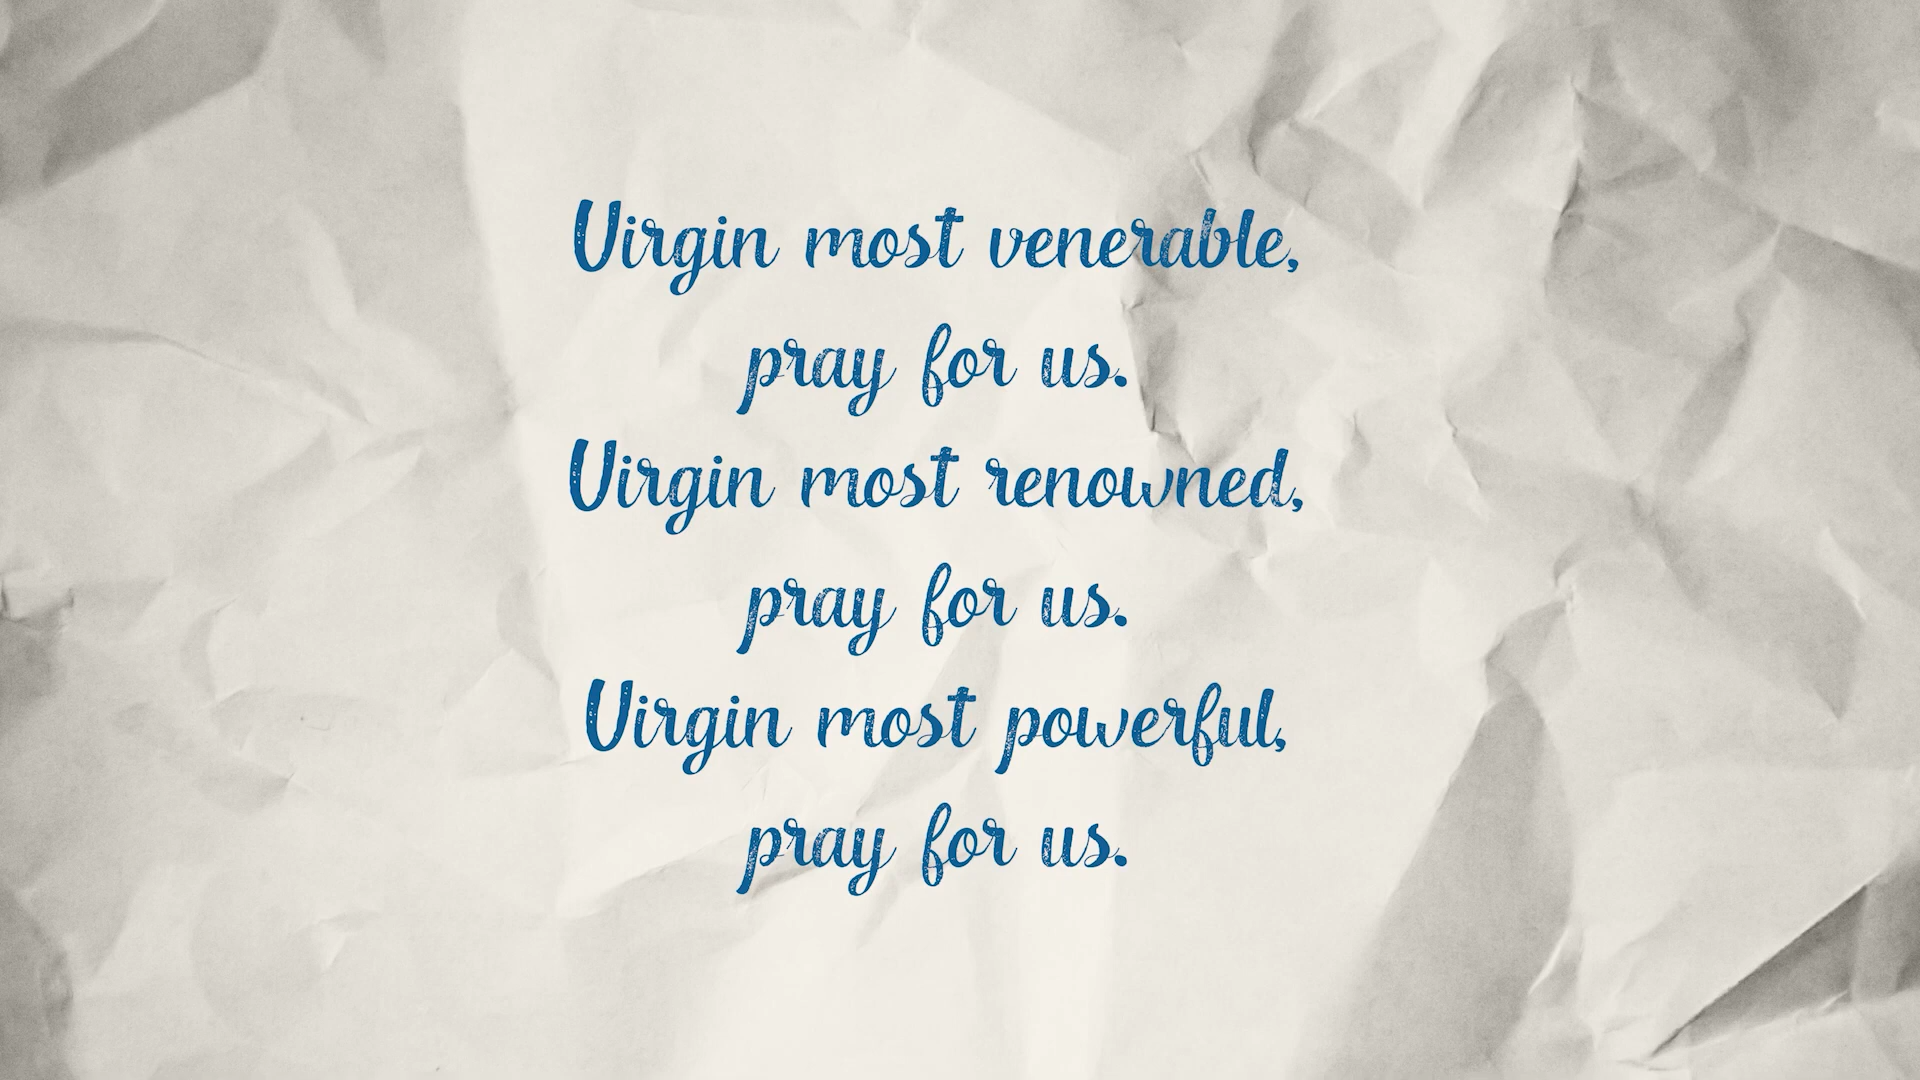 Virgin most venerable,
pray for us.
Virgin most renowned,
pray for us.
Virgin most powerful,
pray for us.